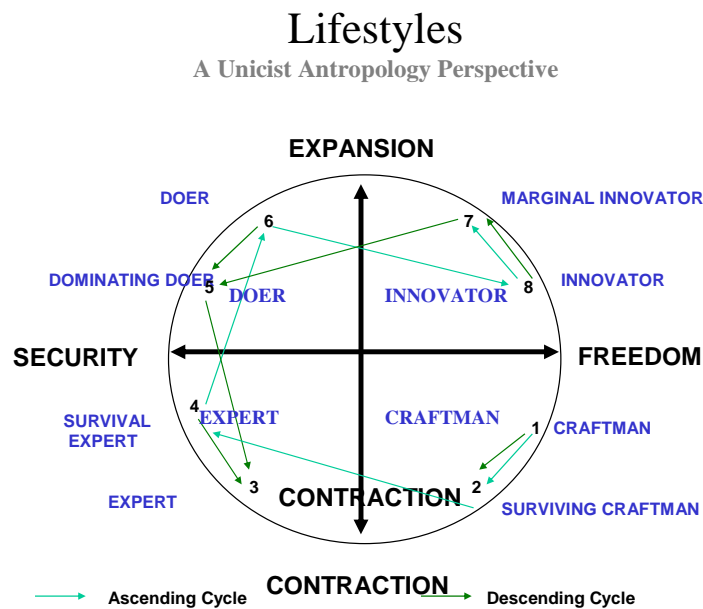 Lifestyles
A Unicist Antropology Perspective
EXPANSION
DOER
6
7
MARGINAL INNOVATOR
DOMINATING DOER
5
DOER
INNOVATOR
8
INNOVATOR
SECURITY
FREEDOM
4
SURVIVAL
EXPERT
EXPERT
CRAFTMAN
1
CRAFTMAN
EXPERT
3
CONTRACTION
2
SURVIVING CRAFTMAN
CONTRACTION
Ascending Cycle
Descending Cycle